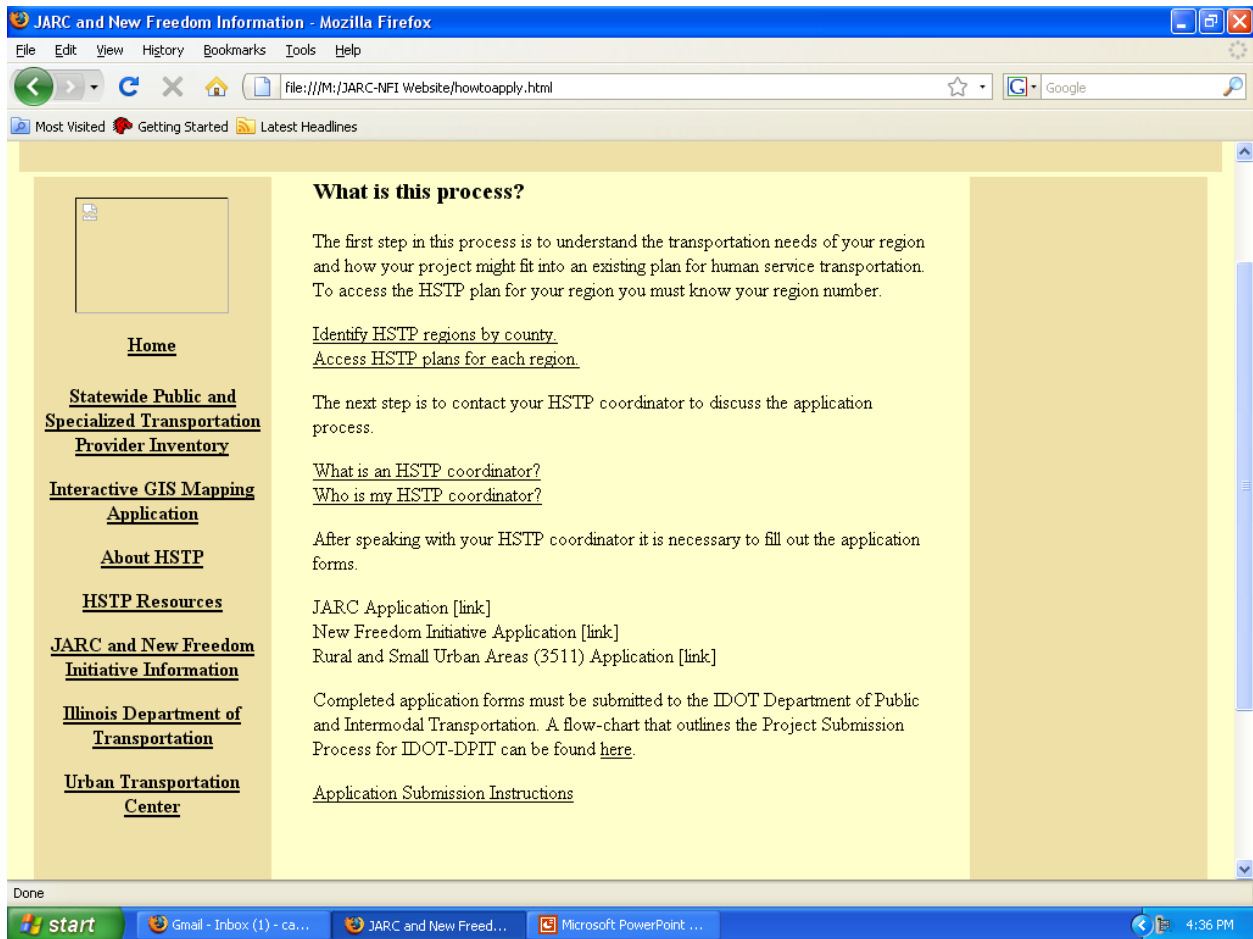 JARC and New Freedom Information - Mozilla Firefox
File Edit View History Bookmarks Tools Help
file:///M:/JARC-NFI Website/howtoapply.html
G
Google
Most Visited Getting Started Latest Headlines
Home
Statewide Public and
Specialized Transportation
Provider Inventory
Interactive GIS Mapping
Application
About HSTP
HSTP Resources
JARC and New Freedom
Initiative Information
Illinois Department of
Transportation
Urban Transportation
Center
What is this process?
The first step in this process is to understand the transportation needs of your region
and how your project might fit into an existing plan for human service transportation.
To access the HSTP plan for your region you must know your region number.
Identify HSTP regions by county.
Access HSTP plans for each region.
The next step is to contact your HSTP coordinator to discuss the application
process.
What is an HSTP coordinator?
Who is my HSTP coordinator?
After speaking with your HSTP coordinator it is necessary to fill out the application
forms.
JARC Application [link]
New Freedom Initiative Application [link]
Rural and Small Urban Areas (3511) Application [link]
Completed application forms must be submitted to the IDOT Department of Public
and Intermodal Transportation. A flow-chart that outlines the Project Submission
Process for IDOT-DPIT can be found here.
Application Submission Instructions
Done
start
Gmail - Inbox (1) - ca...
JARC and New Freed...
Microsoft PowerPoint ...
4:36 PM